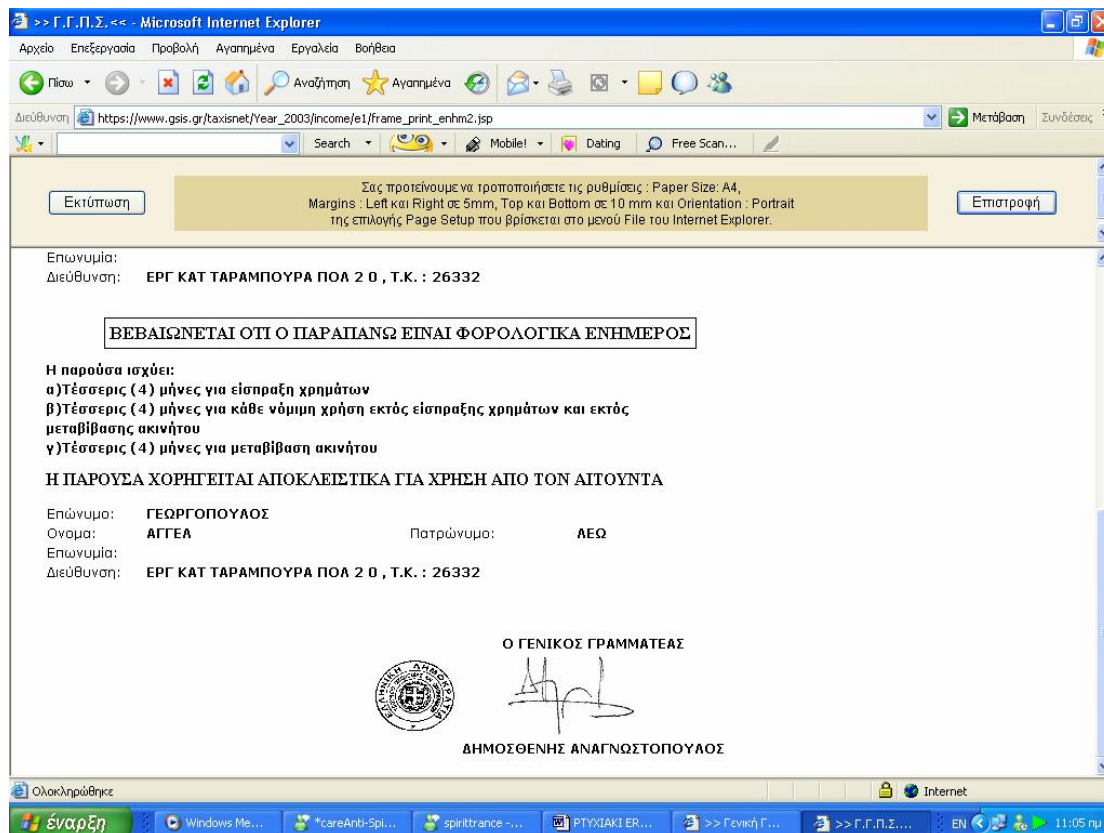 >> Γ.Γ.Π.Σ. << - Microsoft Internet Explorer
Αρχείο Επεξεργασία Προβολή Αγαπημένα Εργαλεία Βοήθεια
Πίσω Αναζήτηση Αγαπημένα
Διεύθυνση https://www.gsis.gr/taxisnet/Year_2003/income/e1/frame_print_enhm2.jsp Μετάβαση Συνδέσεις
Search Mobile! Dating Free Scan...
Εκτύπωση
Σας προτείνουμε να τροποποιήσετε τις ρυθμίσεις : Paper Size: A4,
Margins : Left και Right σε 5mm, Top και Bottom σε 10 mm και Orientation : Portrait
της επιλογής Page Setup που βρίσκεται στο μενού File του Internet Explorer.
Επιστροφή
Επωνυμία:
Διεύθυνση: ΕΡΓ ΚΑΤ ΤΑΡΑΜΠΟΥΡΑ ΠΟΛ 2 0 , Τ.Κ. : 26332
ΒΕΒΑΙΩΝΕΤΑΙ ΟΤΙ Ο ΠΑΡΑΠΑΝΩ ΕΙΝΑΙ ΦΟΡΟΛΟΓΙΚΑ ΕΝΗΜΕΡΟΣ
Η παρούσα ισχύει:
α)Τέσσερις (4) μήνες για είσπραξη χρημάτων
β)Τέσσερις (4) μήνες για κάθε νόμιμη χρήση εκτός είσπραξης χρημάτων και εκτός
μεταβίβασης ακινήτου
γ)Τέσσερις (4) μήνες για μεταβίβαση ακινήτου
Η ΠΑΡΟΥΣΑ ΧΟΡΗΓΕΙΤΑΙ ΑΠΟΚΛΕΙΣΤΙΚΑ ΓΙΑ ΧΡΗΣΗ ΑΠΟ ΤΟΝ ΑΙΤΟΥΝΤΑ
Επώνυμο: ΓΕΩΡΓΟΠΟΥΛΟΣ
Ονομα: ΑΓΓΕΛ Πατρώνυμο: ΛΕΩ
Επωνυμία:
Διεύθυνση: ΕΡΓ ΚΑΤ ΤΑΡΑΜΠΟΥΡΑ ΠΟΛ 2 0 , Τ.Κ. : 26332
Ο ΓΕΝΙΚΟΣ ΓΡΑΜΜΑΤΕΑΣ
ΕΛΛΗΝΙΚΗ ΔΗΜΟΚΡΑΤΙΑ
ΔΗΜΟΣΘΕΝΗΣ ΑΝΑΓΝΩΣΤΟΠΟΥΛΟΣ
Ολοκληρώθηκε Internet
έναρξη Windows Me... *careAnti-Spi... spirittrance -... PTYXIAKI ER... >> Γενική Γ... >> Γ.Γ.Π.Σ.... EN 11:05 πμ